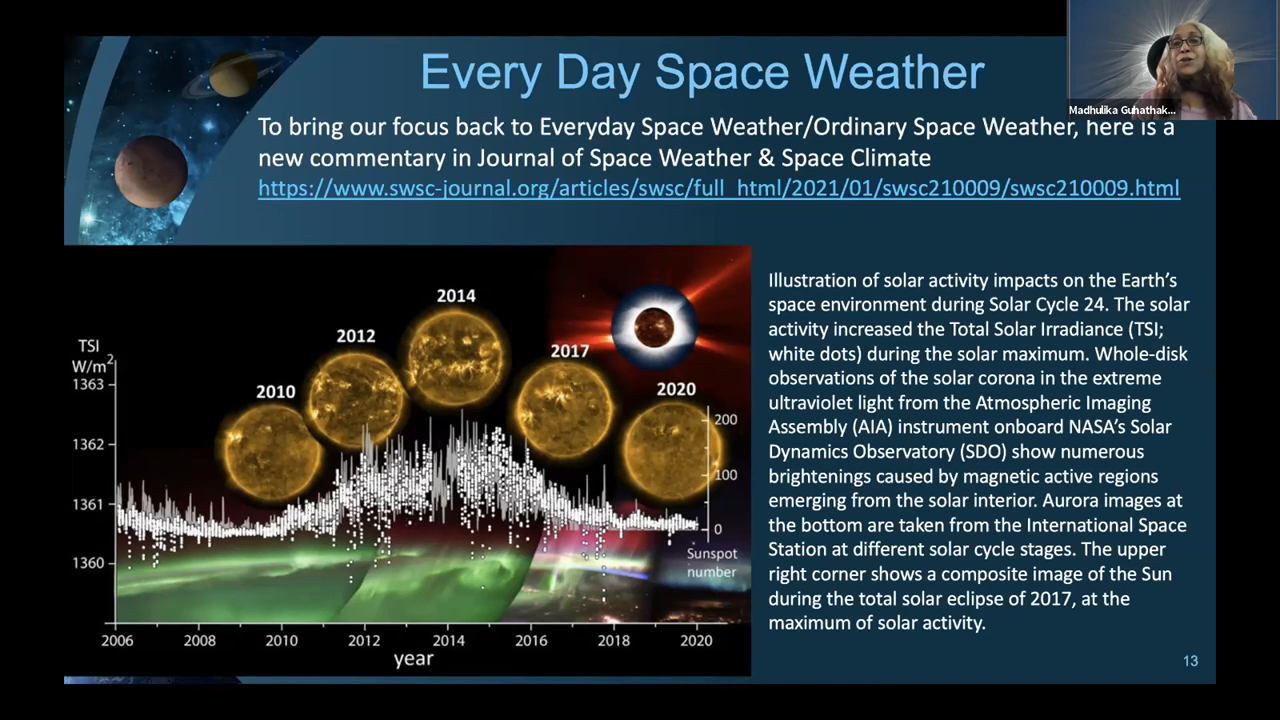 Every Day Space Weather
Madhulika Guhathak...
To bring our focus back to Everyday Space Weather/Ordinary Space Weather, here is a
new commentary in Journal of Space Weather & Space Climate
https://www.swsc-journal.org/articles/swsc/full_html/2021/01/swsc210009/swsc210009.html
TSI
W/m2
1363
1362
1361
1360
2010
2012
2014
2017
2020
200
100
0
Sunspot
number
2006 2008 2010 2012 2014 2016 2018 2020
year
Illustration of solar activity impacts on the Earth's
space environment during Solar Cycle 24. The solar
activity increased the Total Solar Irradiance (TSI;
white dots) during the solar maximum. Whole-disk
observations of the solar corona in the extreme
ultraviolet light from the Atmospheric Imaging
Assembly (AIA) instrument onboard NASA's Solar
Dynamics Observatory (SDO) show numerous
brightenings caused by magnetic active regions
emerging from the solar interior. Aurora images at
the bottom are taken from the International Space
Station at different solar cycle stages. The upper
right corner shows a composite image of the Sun
during the total solar eclipse of 2017, at the
maximum of solar activity.
13